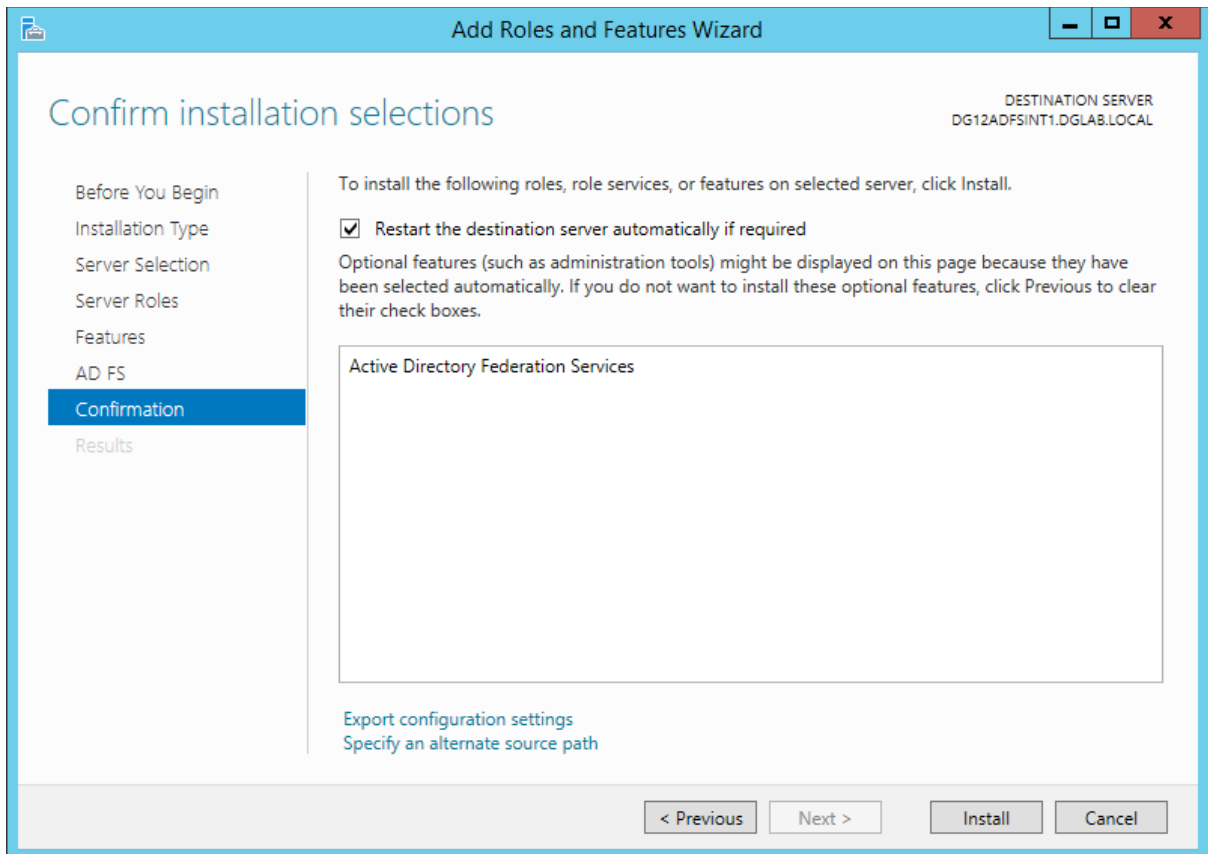 Add Roles and Features Wizard
Confirm installation selections
DESTINATION SERVER
DG12ADFSINT1.DGLAB.LOCAL
Before You Begin
Installation Type
Server Selection
Server Roles
Features
AD FS
Confirmation
Results
To install the following roles, role services, or features on selected server, click Install.
Restart the destination server automatically if required
Optional features (such as administration tools) might be displayed on this page because they have
been selected automatically. If you do not want to install these optional features, click Previous to clear
their check boxes.
Active Directory Federation Services
Export configuration settings
Specify an alternate source path
< Previous
Next >
Install
Cancel